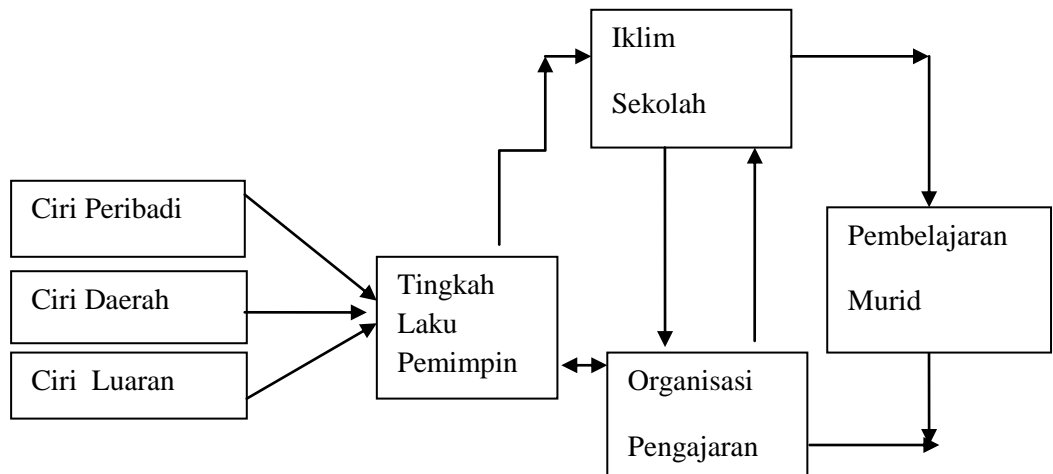 Iklim
Sekolah
Ciri Peribadi
Ciri Daerah
Ciri Luaran
Tingkah
Laku
Pemimpin
Pembelajaran
Murid
Organisasi
Pengajaran